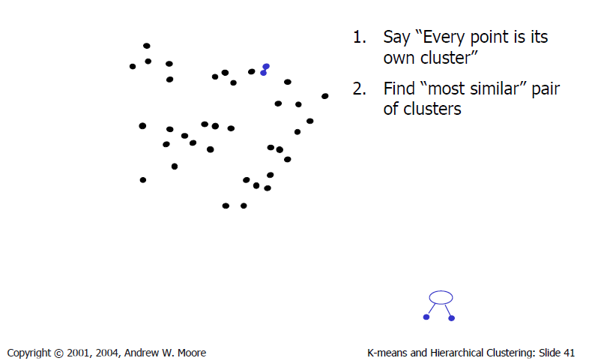 1. Say “Every point is its
own cluster”
2. Find “most similar” pair
of clusters
Copyright © 2001, 2004, Andrew W. Moore
K-means and Hierarchical Clustering: Slide 41